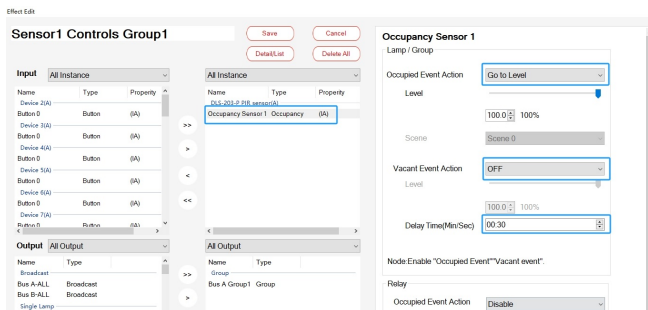 Effect Edit
Sensor1 Controls Group1
Save
Cancel
Detail/List
Delete All
Input All Instance
Name Type Properity
Device 2(A)
Button 0 Button (IA)
Device 3(A)
Button 0 Button (IA)
Device 4(A)
Button 0 Button (IA)
Device 5(A)
Button 0 Button (IA)
Device 6(A)
Button 0 Button (IA)
Device 7(A)
Button 0 Button (IA)
>>
>
<
<<
All Instance
Name Type Properity
DLS-203-P PIR sensor(A)
Occupancy Sensor 1 Occupancy (IA)
Output All Output
Name Type
Broadcast
Bus A-ALL Broadcast
Bus B-ALL Broadcast
Single Lamp
>>
>
All Output
Name Type
Group
Bus A Group1 Group
Occupancy Sensor 1
Lamp / Group
Occupied Event Action Go to Level
Level
100.0 100%
Scene Scene 0
Vacant Event Action OFF
Level
100.0 100%
Delay Time(Min/Sec) 00:30
Node:Enable "Occupied Event""Vacant event".
Relay
Occupied Event Action Disable